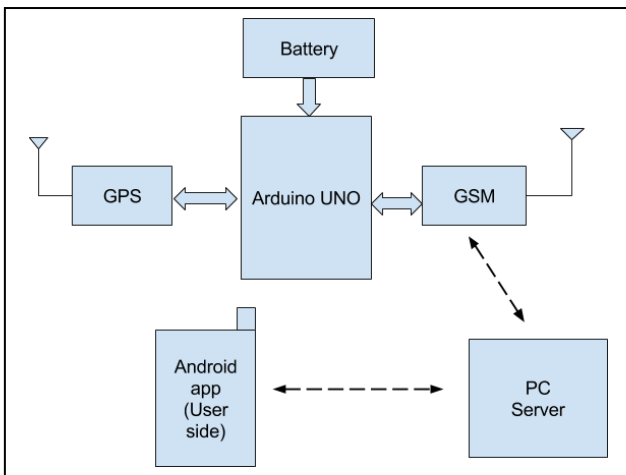 Battery
GPS
Arduino UNO
GSM
Android
app
(User
side)
PC
Server